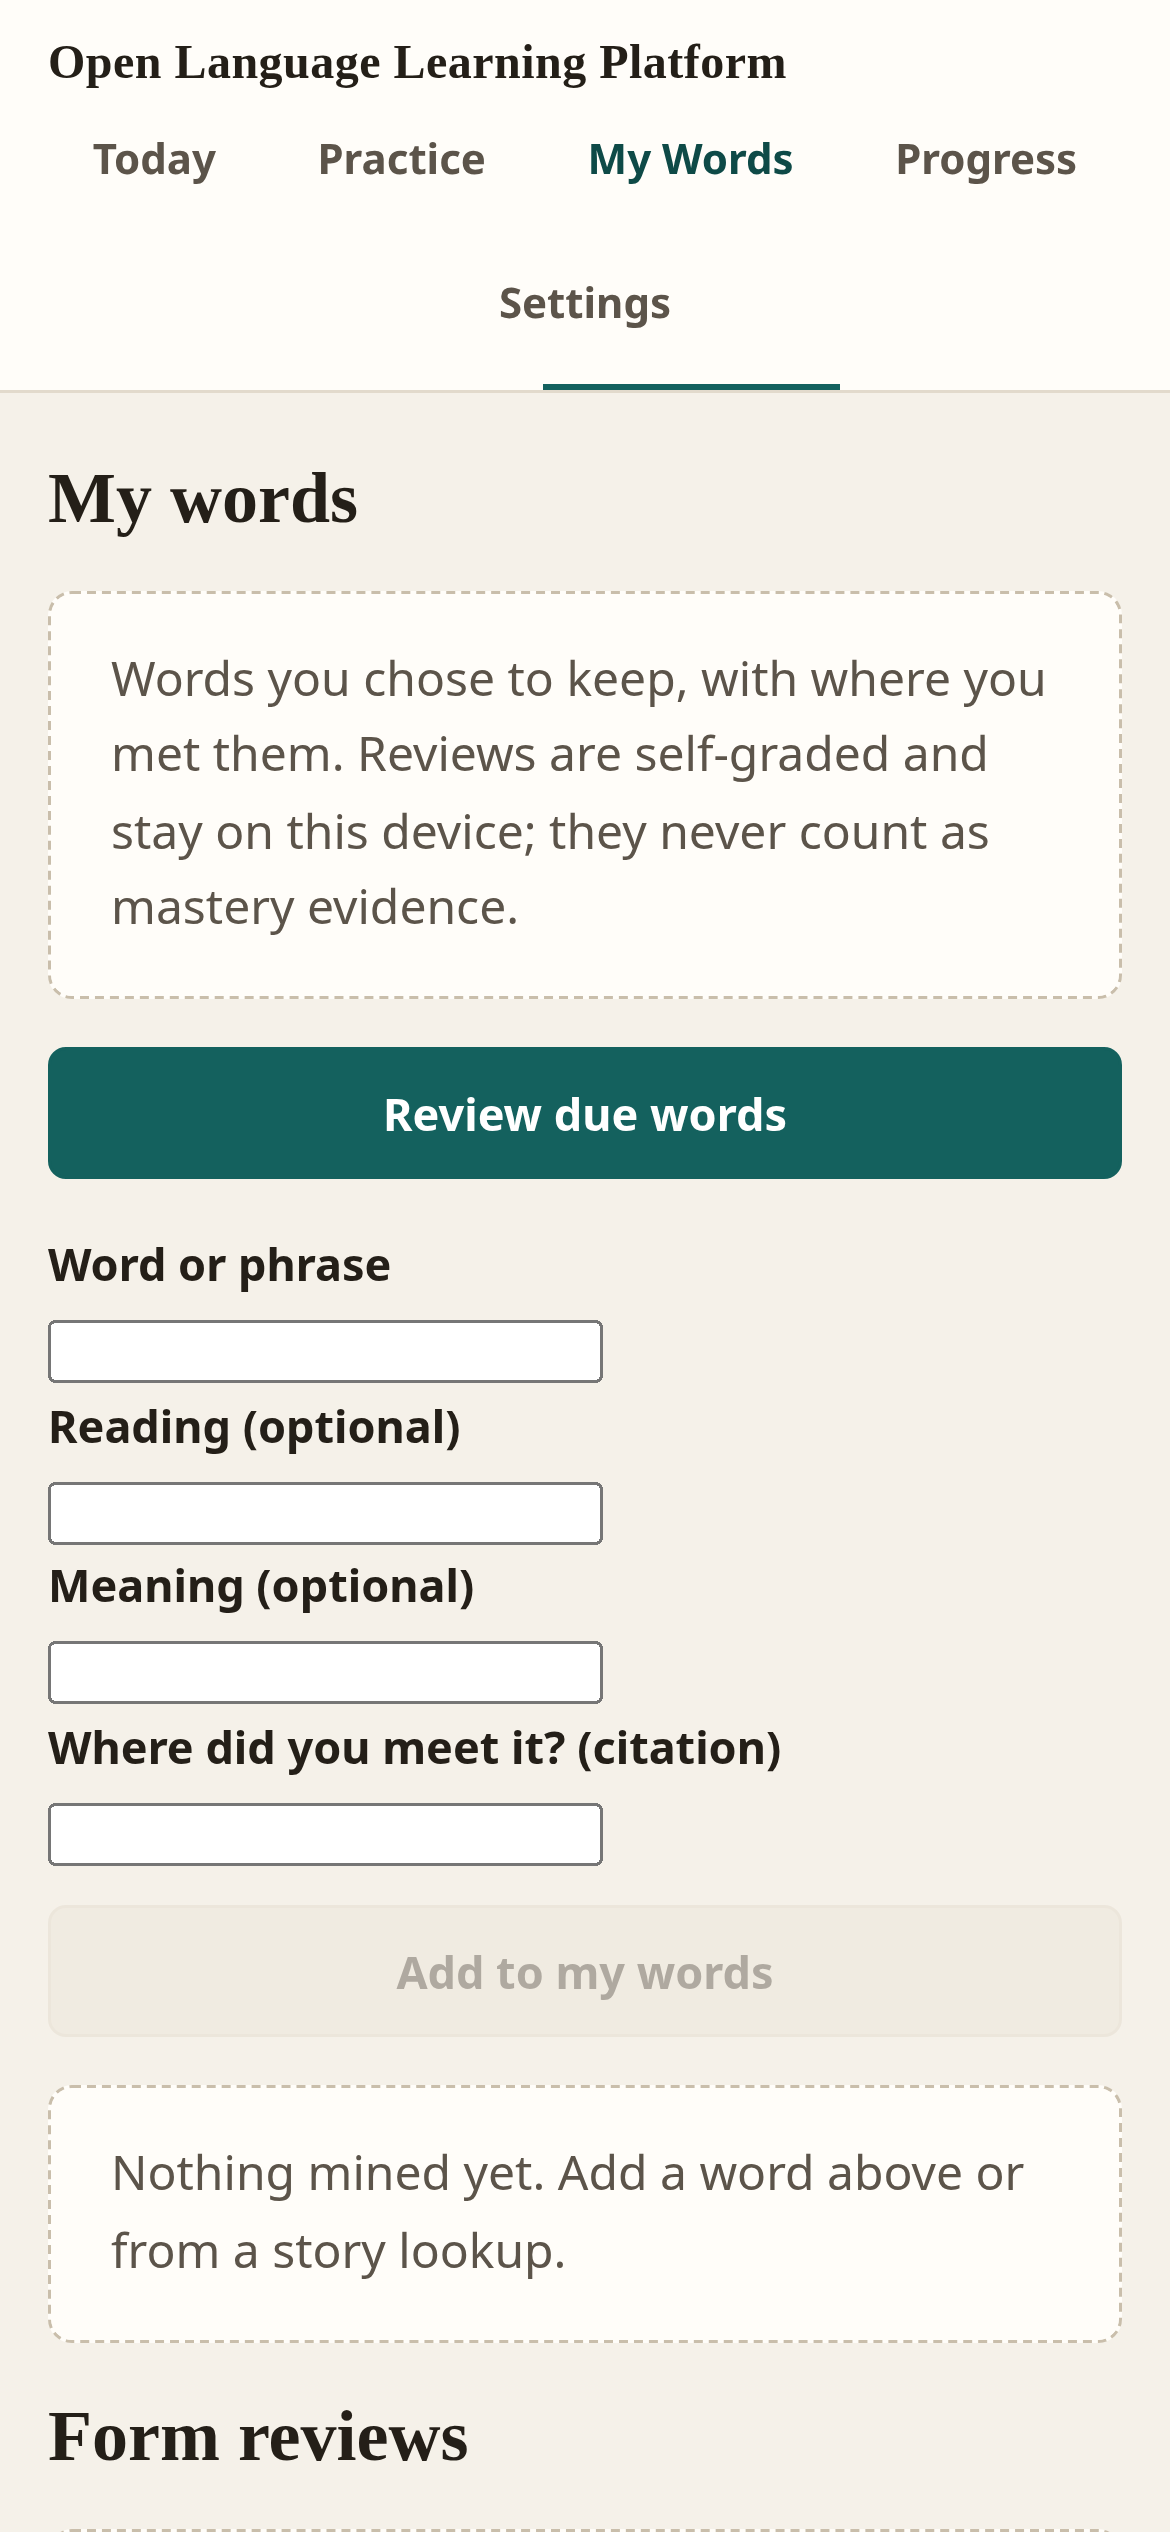 Open Language Learning Platform
Today Practice My Words Progress
Settings
My words
Words you chose to keep, with where you
met them. Reviews are self-graded and
stay on this device; they never count as
mastery evidence.
Review due words
Word or phrase
Reading (optional)
Meaning (optional)
Where did you meet it? (citation)
Add to my words
Nothing mined yet. Add a word above or
from a story lookup.
Form reviews